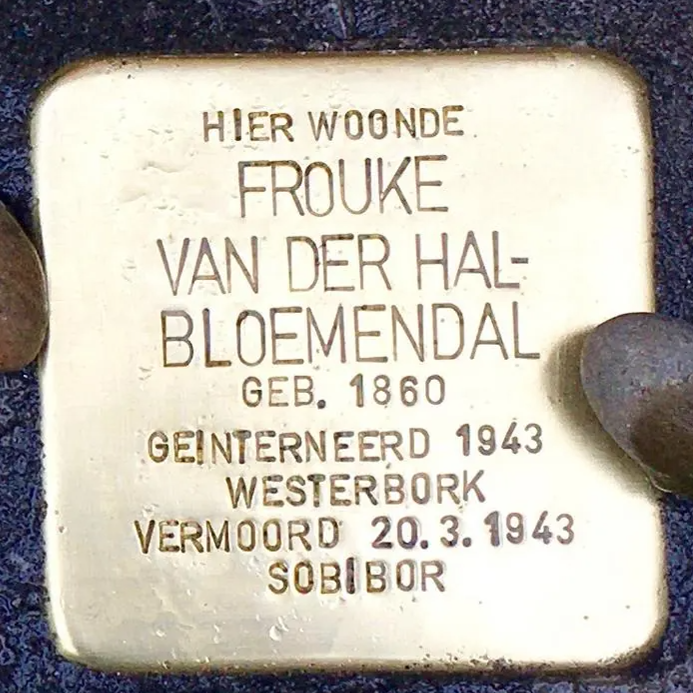 HIER WOONDE
FROUKE
VAN DER HAL-
BLOEMENDAL
GEB. 1860
GEINTERNEERD 1943
WESTERBORK
VERMOORD 20.3.1943
SOBIBOR